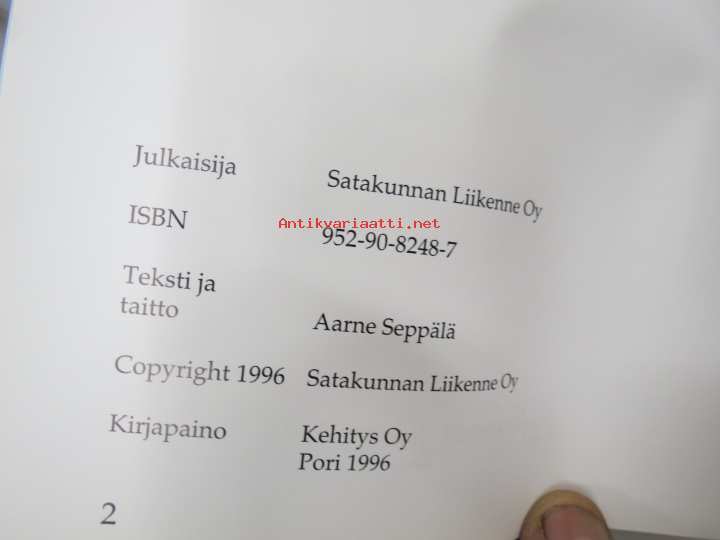 Julkaisija Satakunnan Liikenne Oy
Antikvariaatti.net
ISBN 952-90-8248-7
Teksti ja
taitto Aarne Seppälä
Copyright 1996 Satakunnan Liikenne Oy
Kirjapaino Kehitys Oy
Pori 1996
2